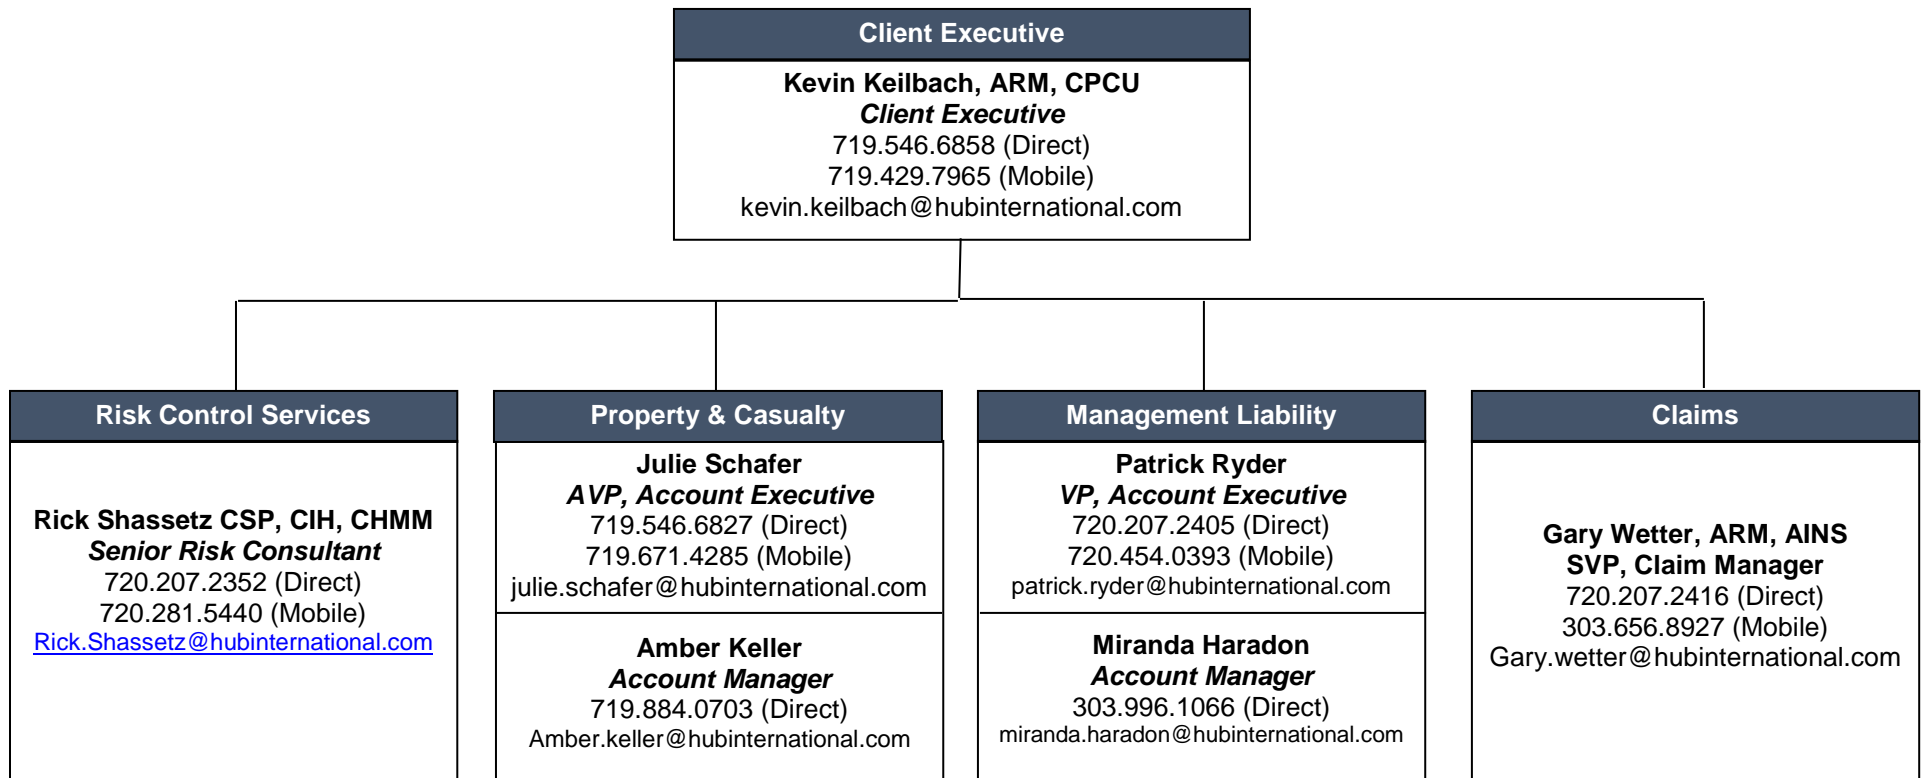 Client Executive
Kevin Keilbach, ARM, CPCU
Client Executive
719.546.6858 (Direct)
719.429.7965 (Mobile)
kevin.keilbach@hubinternational.com
Risk Control Services
Rick Shassetz CSP, CIH, CHMM
Senior Risk Consultant
720.207.2352 (Direct)
720.281.5440 (Mobile)
Rick.Shassetz@hubinternational.com
Property & Casualty
Julie Schafer
AVP, Account Executive
719.546.6827 (Direct)
719.671.4285 (Mobile)
julie.schafer@hubinternational.com
Amber Keller
Account Manager
719.884.0703 (Direct)
Amber.keller@hubinternational.com
Management Liability
Patrick Ryder
VP, Account Executive
720.207.2405 (Direct)
720.454.0393 (Mobile)
patrick.ryder@hubinternational.com
Miranda Haradon
Account Manager
303.996.1066 (Direct)
miranda.haradon@hubinternational.com
Claims
Gary Wetter, ARM, AINS
SVP, Claim Manager
720.207.2416 (Direct)
303.656.8927 (Mobile)
Gary.wetter@hubinternational.com